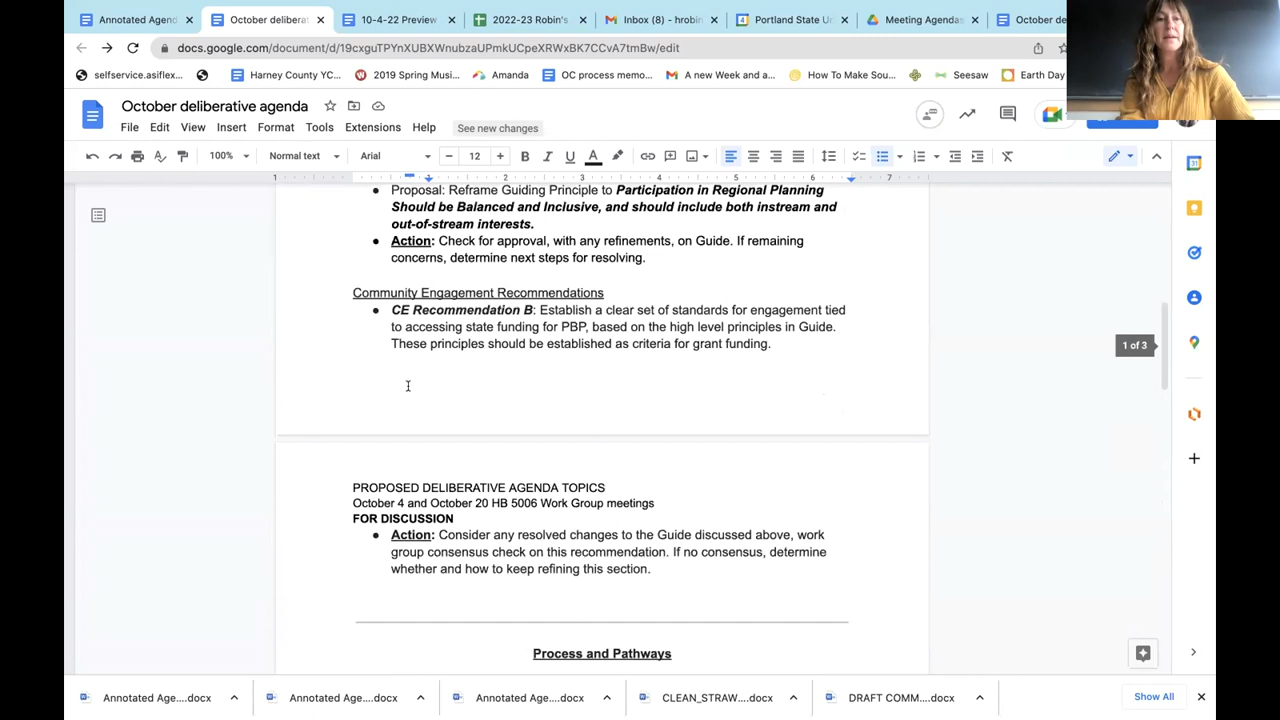 Annotated Agend
October deliberat
10-4-22 Preview
2022-23 Robin's
Inbox (8) - hrobin
Portland State Un
Meeting Agendas
October de
docs.google.com/document/d/19cxguTPYnXUBXWnubzaUPmkUCpeXRWxBK7CCvA7tmBw/edit
selfservice.asiflex...
Harney County YC...
2019 Spring Musi...
Amanda
OC process memo...
A new Week and a...
How To Make Sou...
Seesaw
Earth Day
October deliberative agenda
File Edit View Insert Format Tools Extensions Help
See new changes
100% Normal text Arial 12
1 2 3 4 5 6 7
Proposal: Reframe Guiding Principle to Participation in Regional Planning
Should be Balanced and Inclusive, and should include both instream and
out-of-stream interests.
Action: Check for approval, with any refinements, on Guide. If remaining
concerns, determine next steps for resolving.
Community Engagement Recommendations
CE Recommendation B: Establish a clear set of standards for engagement tied
to accessing state funding for PBP, based on the high level principles in Guide.
These principles should be established as criteria for grant funding.
1 of 3
PROPOSED DELIBERATIVE AGENDA TOPICS
October 4 and October 20 HB 5006 Work Group meetings
FOR DISCUSSION
Action: Consider any resolved changes to the Guide discussed above, work
group consensus check on this recommendation. If no consensus, determine
whether and how to keep refining this section.
Process and Pathways
Annotated Age....docx
Annotated Age....docx
Annotated Age....docx
CLEAN_STRAW....docx
DRAFT COMM....docx
Show All